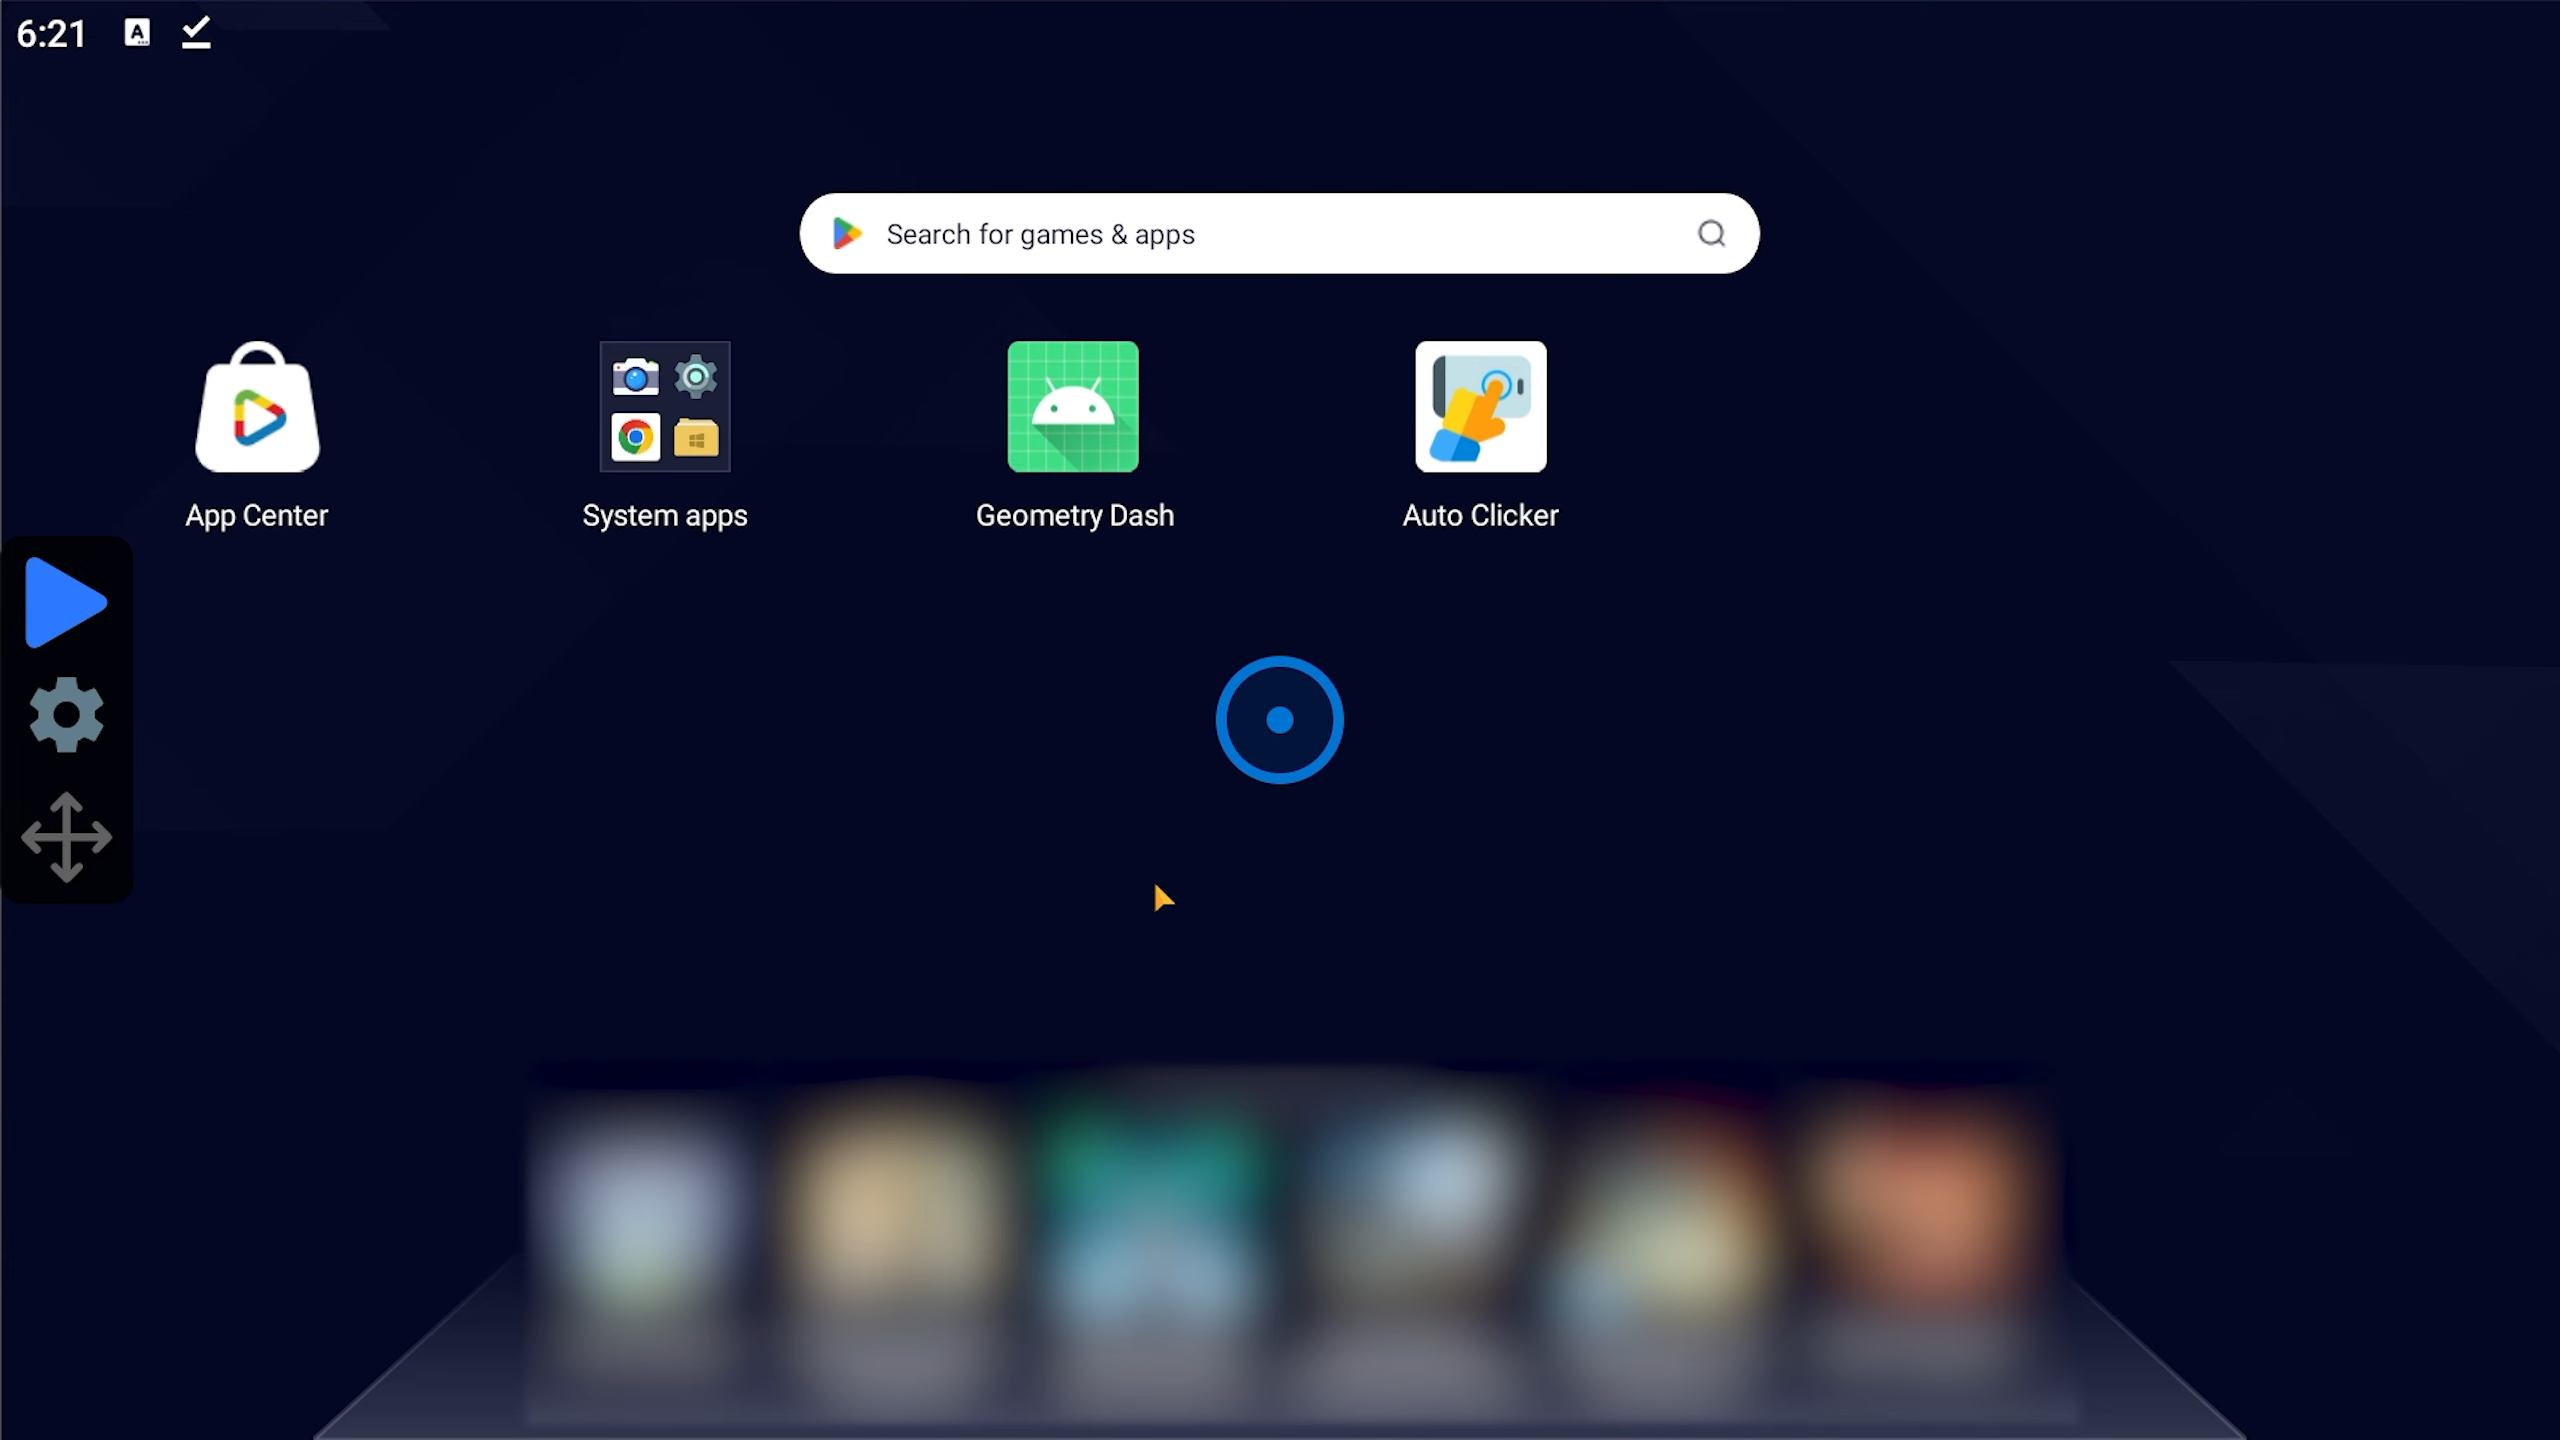 6:21
Search for games & apps
App Center
System apps
Geometry Dash
Auto Clicker